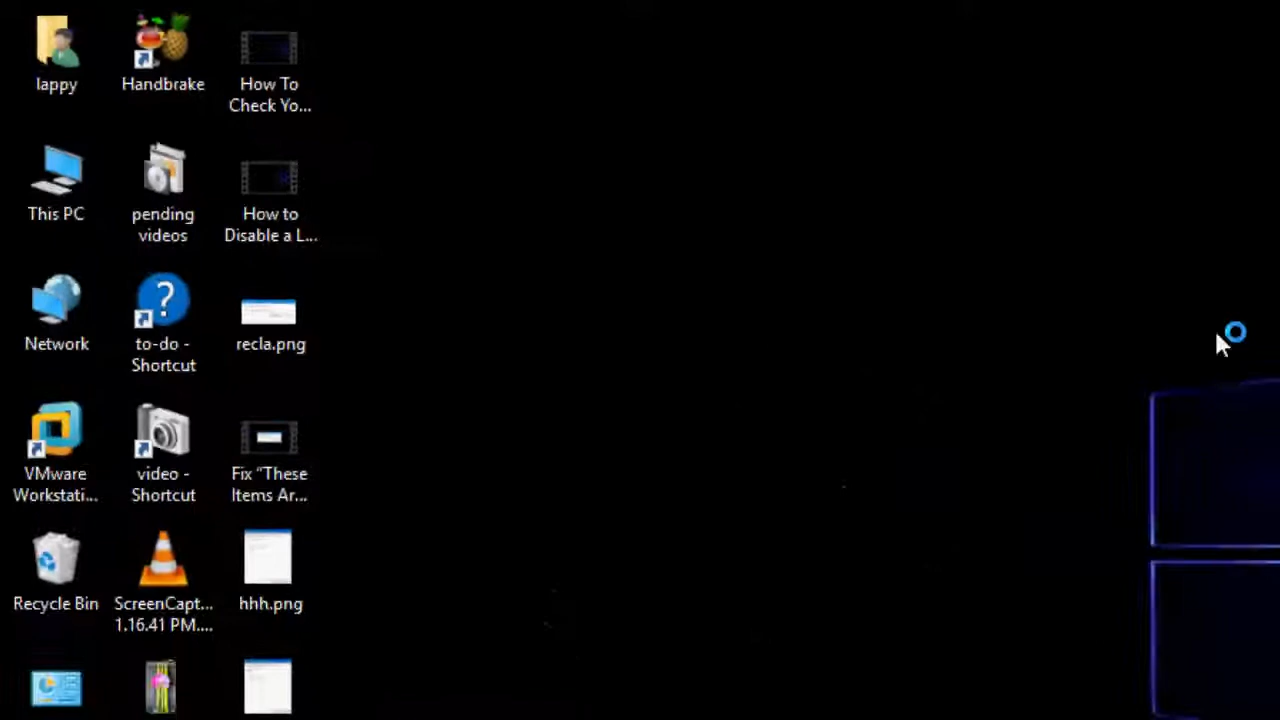 lappy
Handbrake
How To
Check Yo...
This PC
pending
videos
How to
Disable a L...
Network
to-do -
Shortcut
recla.png
VMware
Workstati...
video -
Shortcut
Fix “These
Items Ar...
Recycle Bin
ScreenCapt...
1.16.41 PM....
hhh.png